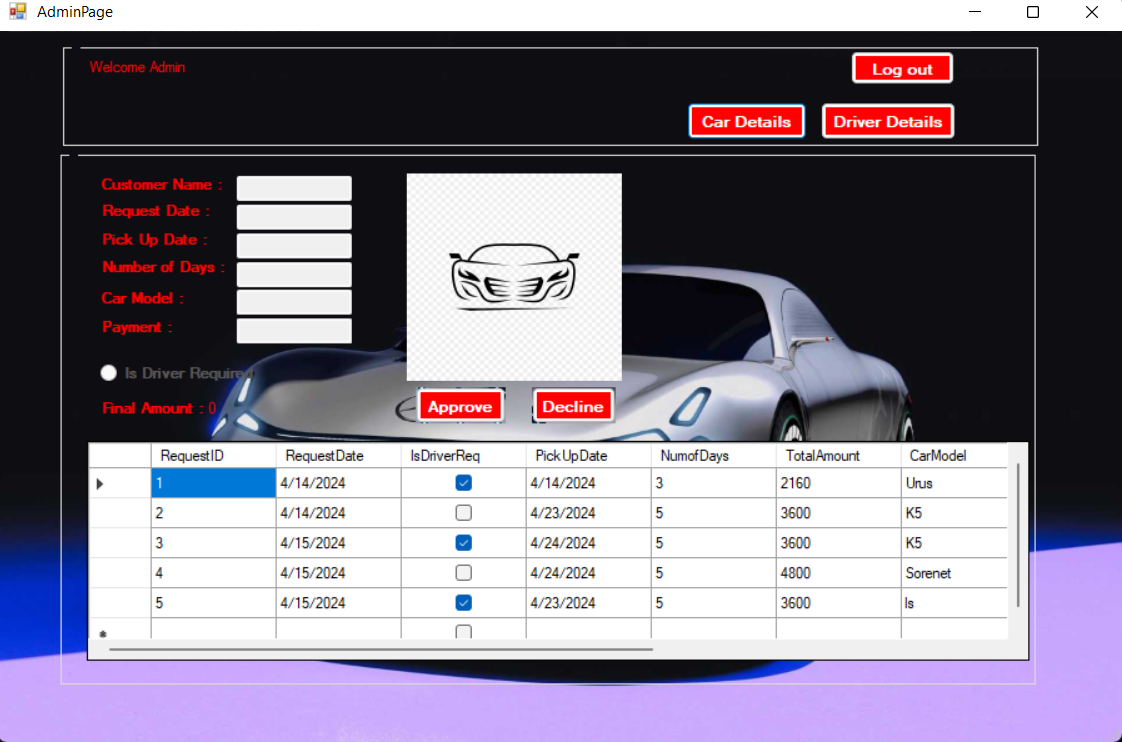 AdminPage
Welcome Admin
Log out
Car Details
Driver Details
Customer Name :
Request Date :
Pick Up Date :
Number of Days :
Car Model :
Payment :
Is Driver Required
Final Amount : 0
Approve
Decline
RequestID RequestDate IsDriverReq PickUpDate NumofDays TotalAmount CarModel
1 4/14/2024 4/14/2024 3 2160 Urus
2 4/14/2024 4/23/2024 5 3600 K5
3 4/15/2024 4/24/2024 5 3600 K5
4 4/15/2024 4/24/2024 5 4800 Sorenet
5 4/15/2024 4/23/2024 5 3600 Is